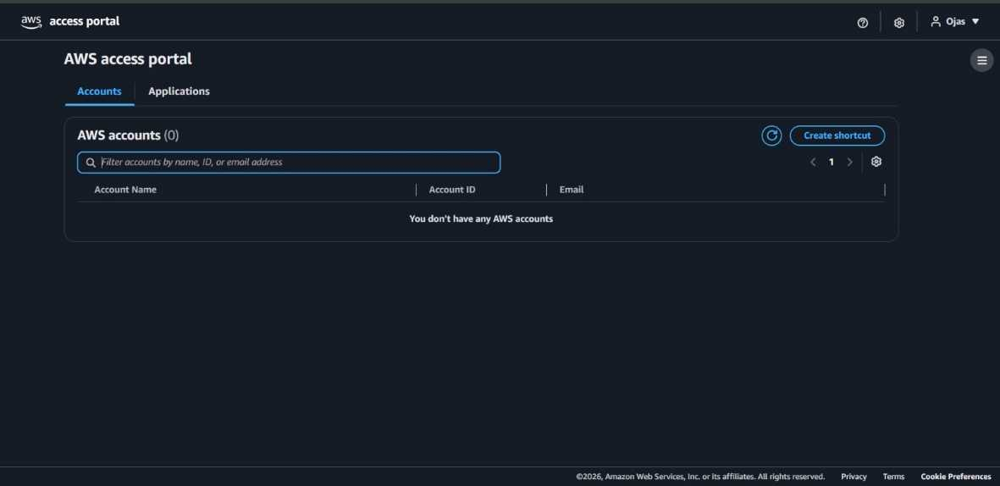 aws access portal
Ojas
AWS access portal
Accounts Applications
AWS accounts (0)
Create shortcut
Filter accounts by name, ID, or email address
1
Account Name Account ID Email
You don't have any AWS accounts
©2026, Amazon Web Services, Inc. or its affiliates. All rights reserved. Privacy Terms Cookie Preferences